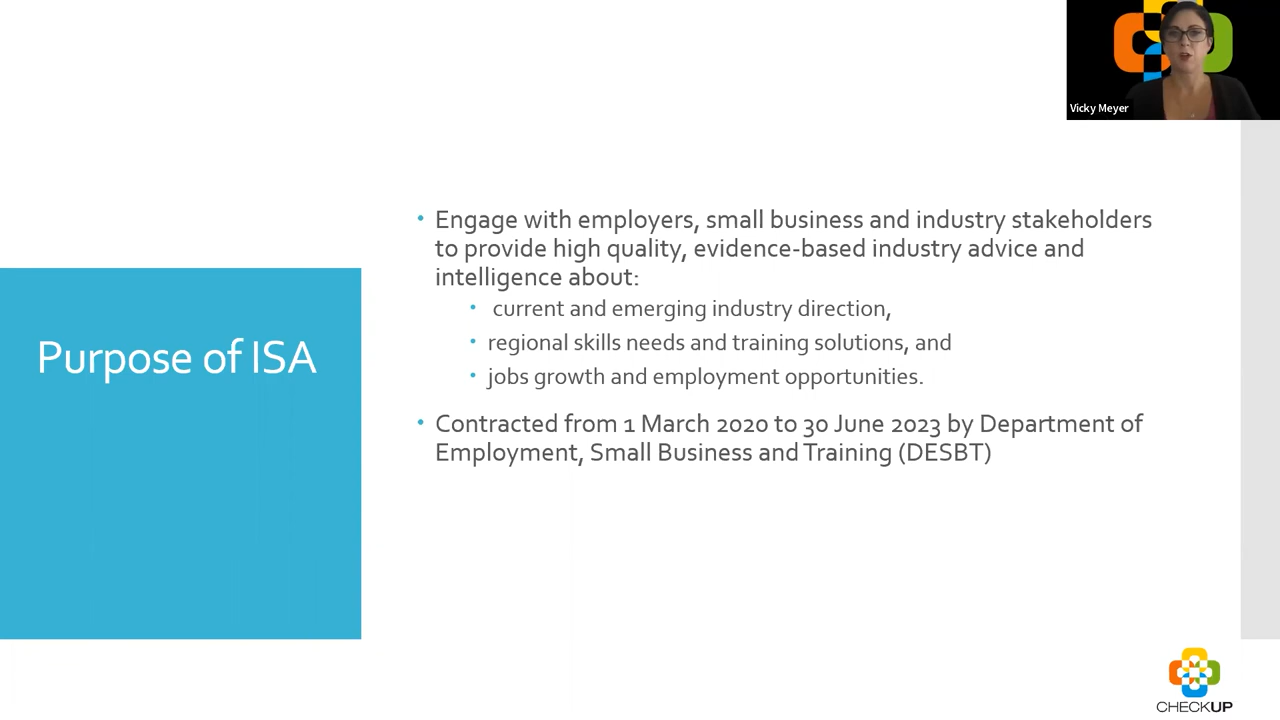 Vicky Meyer
Purpose of ISA
• Engage with employers, small business and industry stakeholders
to provide high quality, evidence-based industry advice and
intelligence about:
• current and emerging industry direction,
• regional skills needs and training solutions, and
• jobs growth and employment opportunities.
• Contracted from 1 March 2020 to 30 June 2023 by Department of
Employment, Small Business and Training (DESBT)
CHECKUP